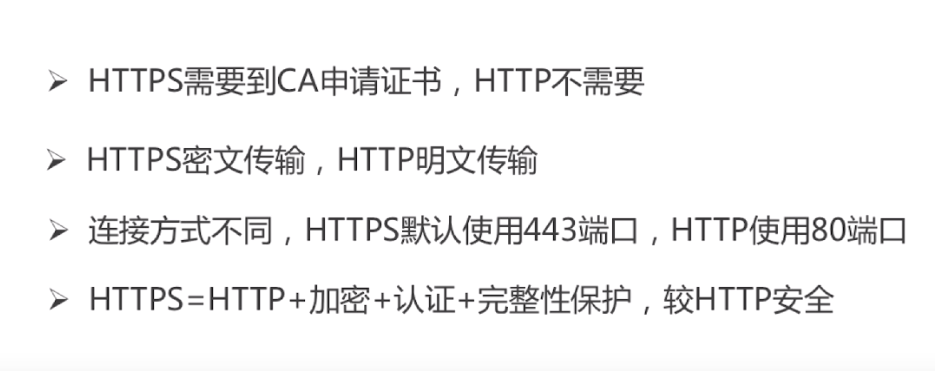 ➢ HTTPS需要到CA申请证书，HTTP不需要
➢ HTTPS密文传输，HTTP明文传输
➢ 连接方式不同，HTTPS默认使用443端口，HTTP使用80端口
➢ HTTPS=HTTP+加密+认证+完整性保护，较HTTP安全